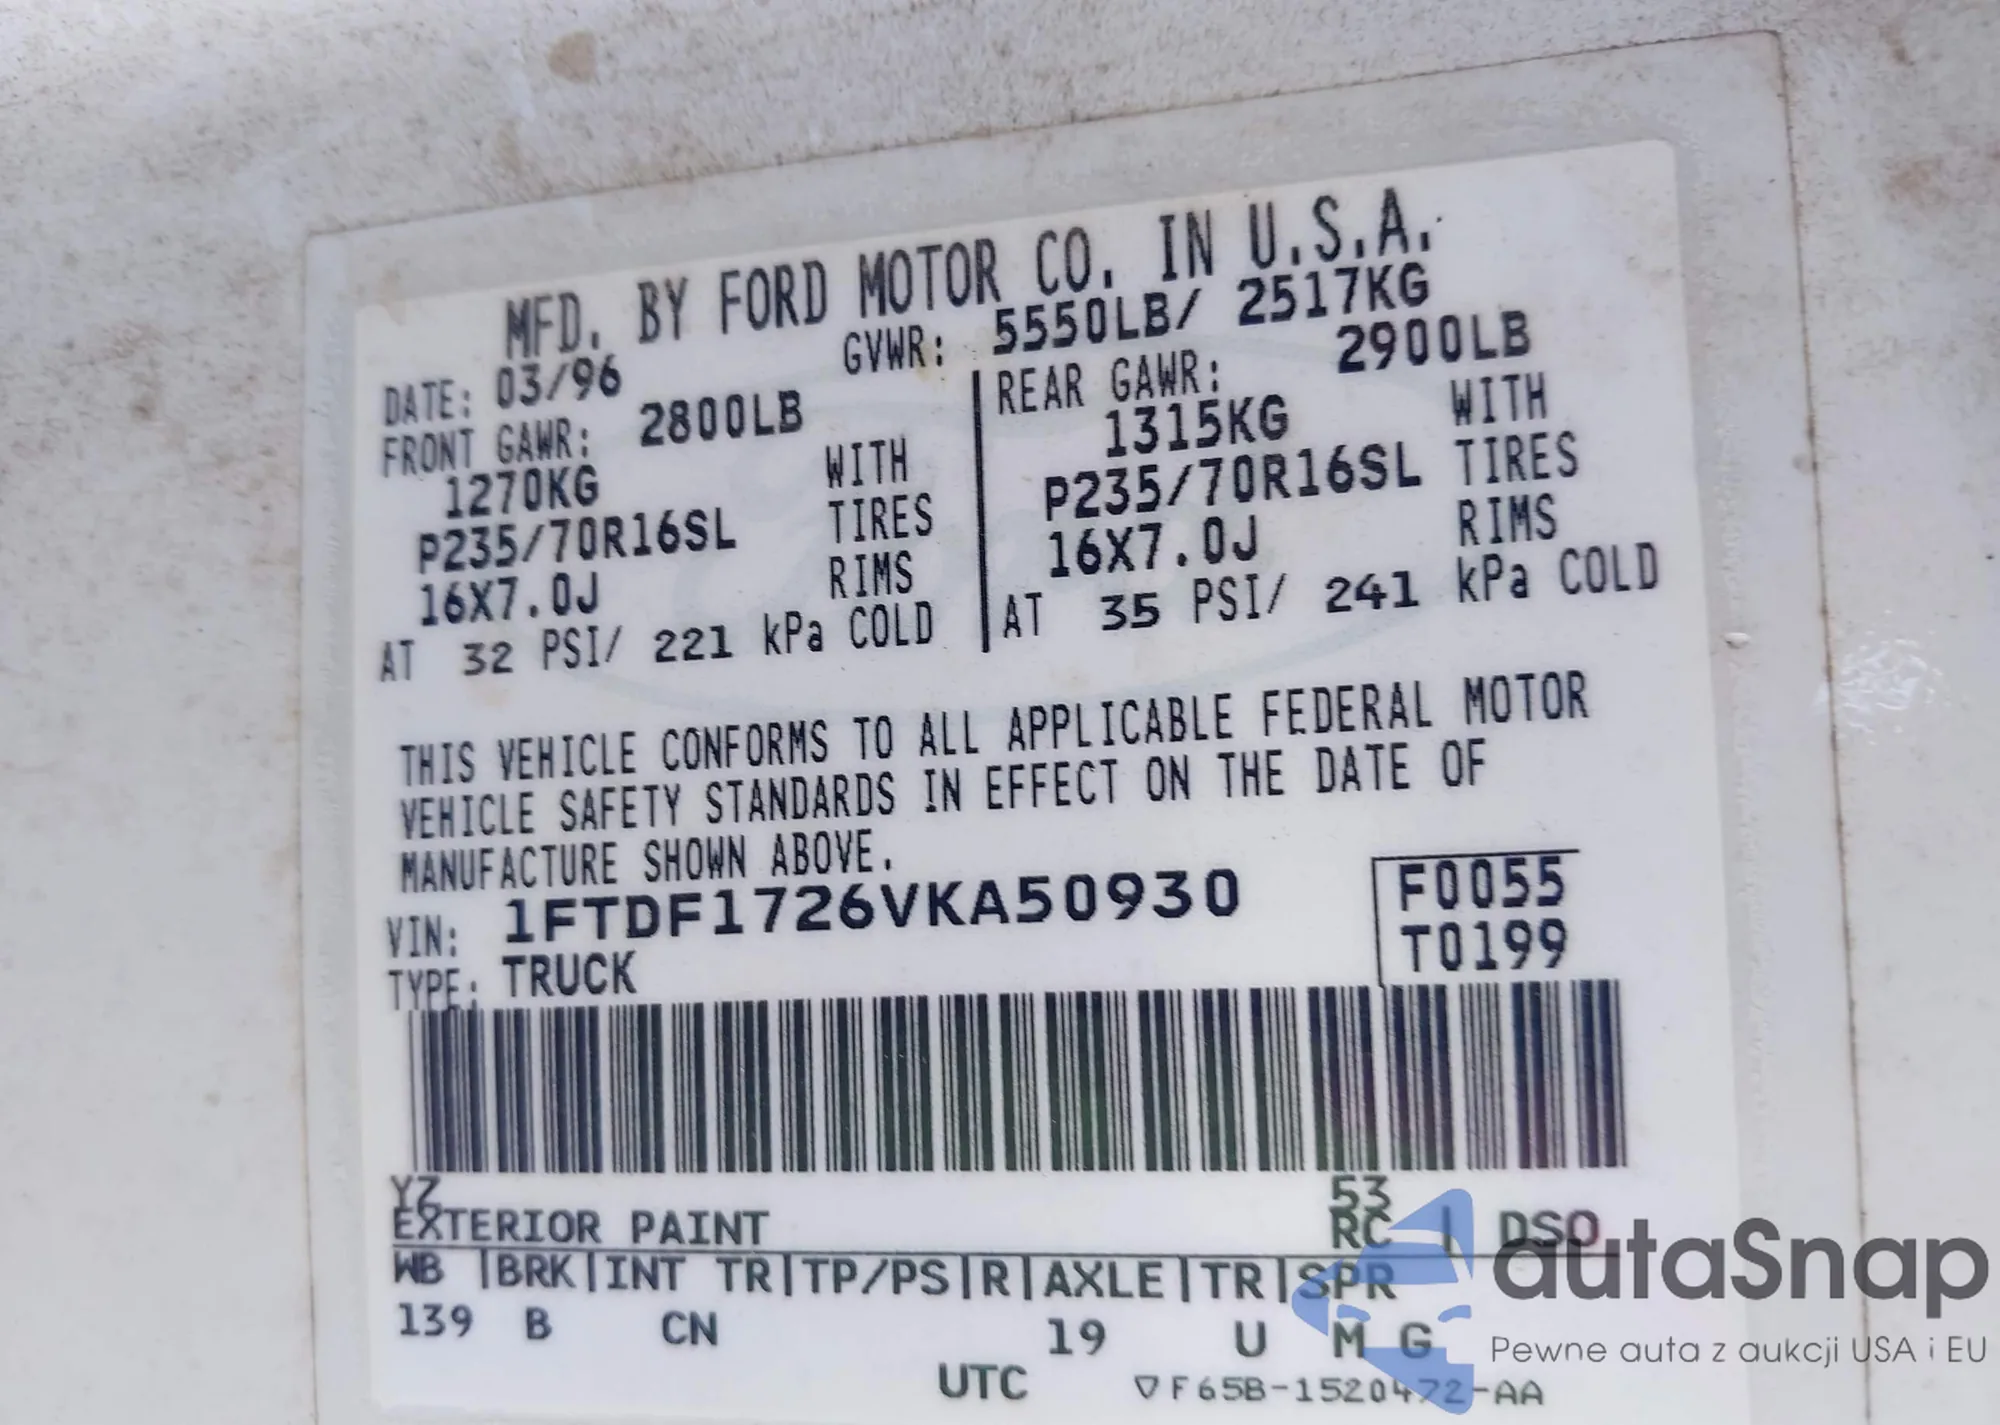 MFD. BY FORD MOTOR CO. IN U.S.A.
DATE: 03/96 GVWR: 5550LB/ 2517KG
FRONT GAWR: 2800LB REAR GAWR: 2900LB
1270KG WITH 1315KG WITH
P235/70R16SL TIRES P235/70R16SL TIRES
16X7.0J RIMS 16X7.0J RIMS
AT 32 PSI/ 221 kPa COLD AT 35 PSI/ 241 kPa COLD
THIS VEHICLE CONFORMS TO ALL APPLICABLE FEDERAL MOTOR
VEHICLE SAFETY STANDARDS IN EFFECT ON THE DATE OF
MANUFACTURE SHOWN ABOVE.
VIN: 1FTDF1726VKA50930 F0055
TYPE: TRUCK T0199
YZ 53
EXTERIOR PAINT RC | DSO
WB |BRK|INT TR|TP/PS|R|AXLE|TR|SPR
139 B CN 19 U M G
UTC ▽F65B-1520472-AA
autaSnap
Pewne auta z aukcji USA i EU